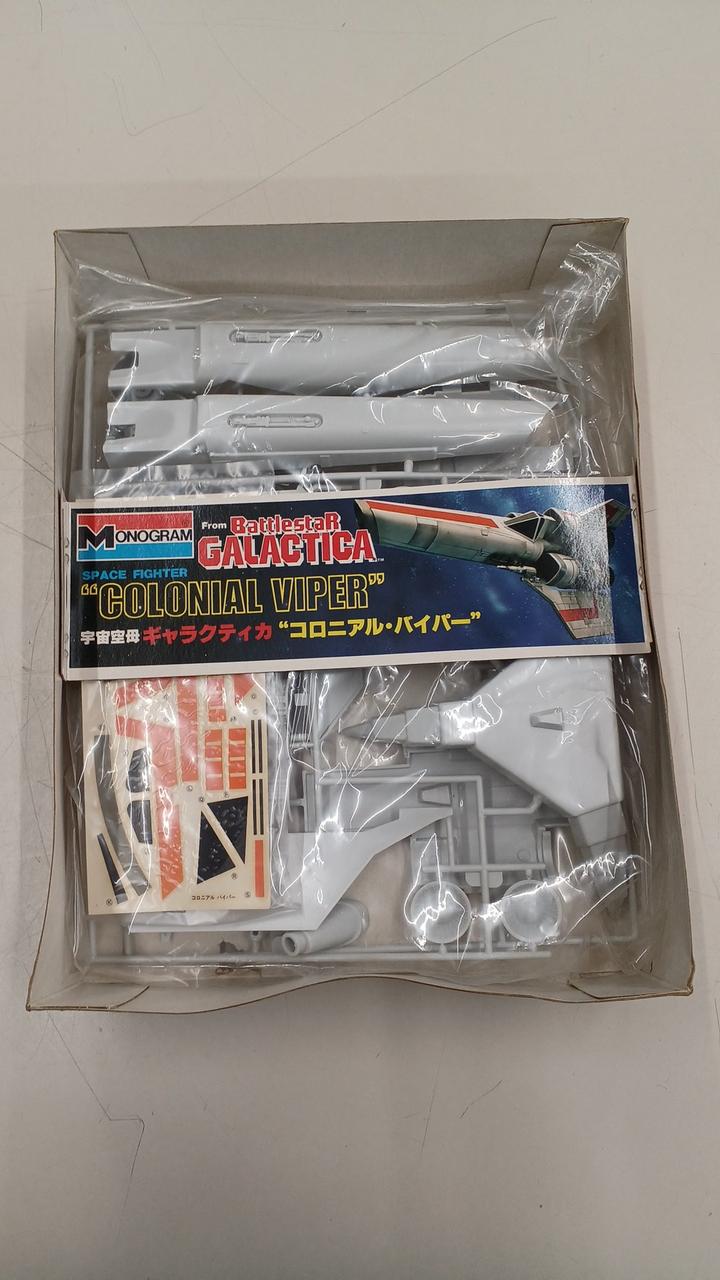 MONOGRAM®
From Battlestar
GALACTICA™
SPACE FIGHTER
“COLONIAL VIPER”
宇宙空母 ギャラクティカ “コロニアル・バイパー”
コロニアル バイパー